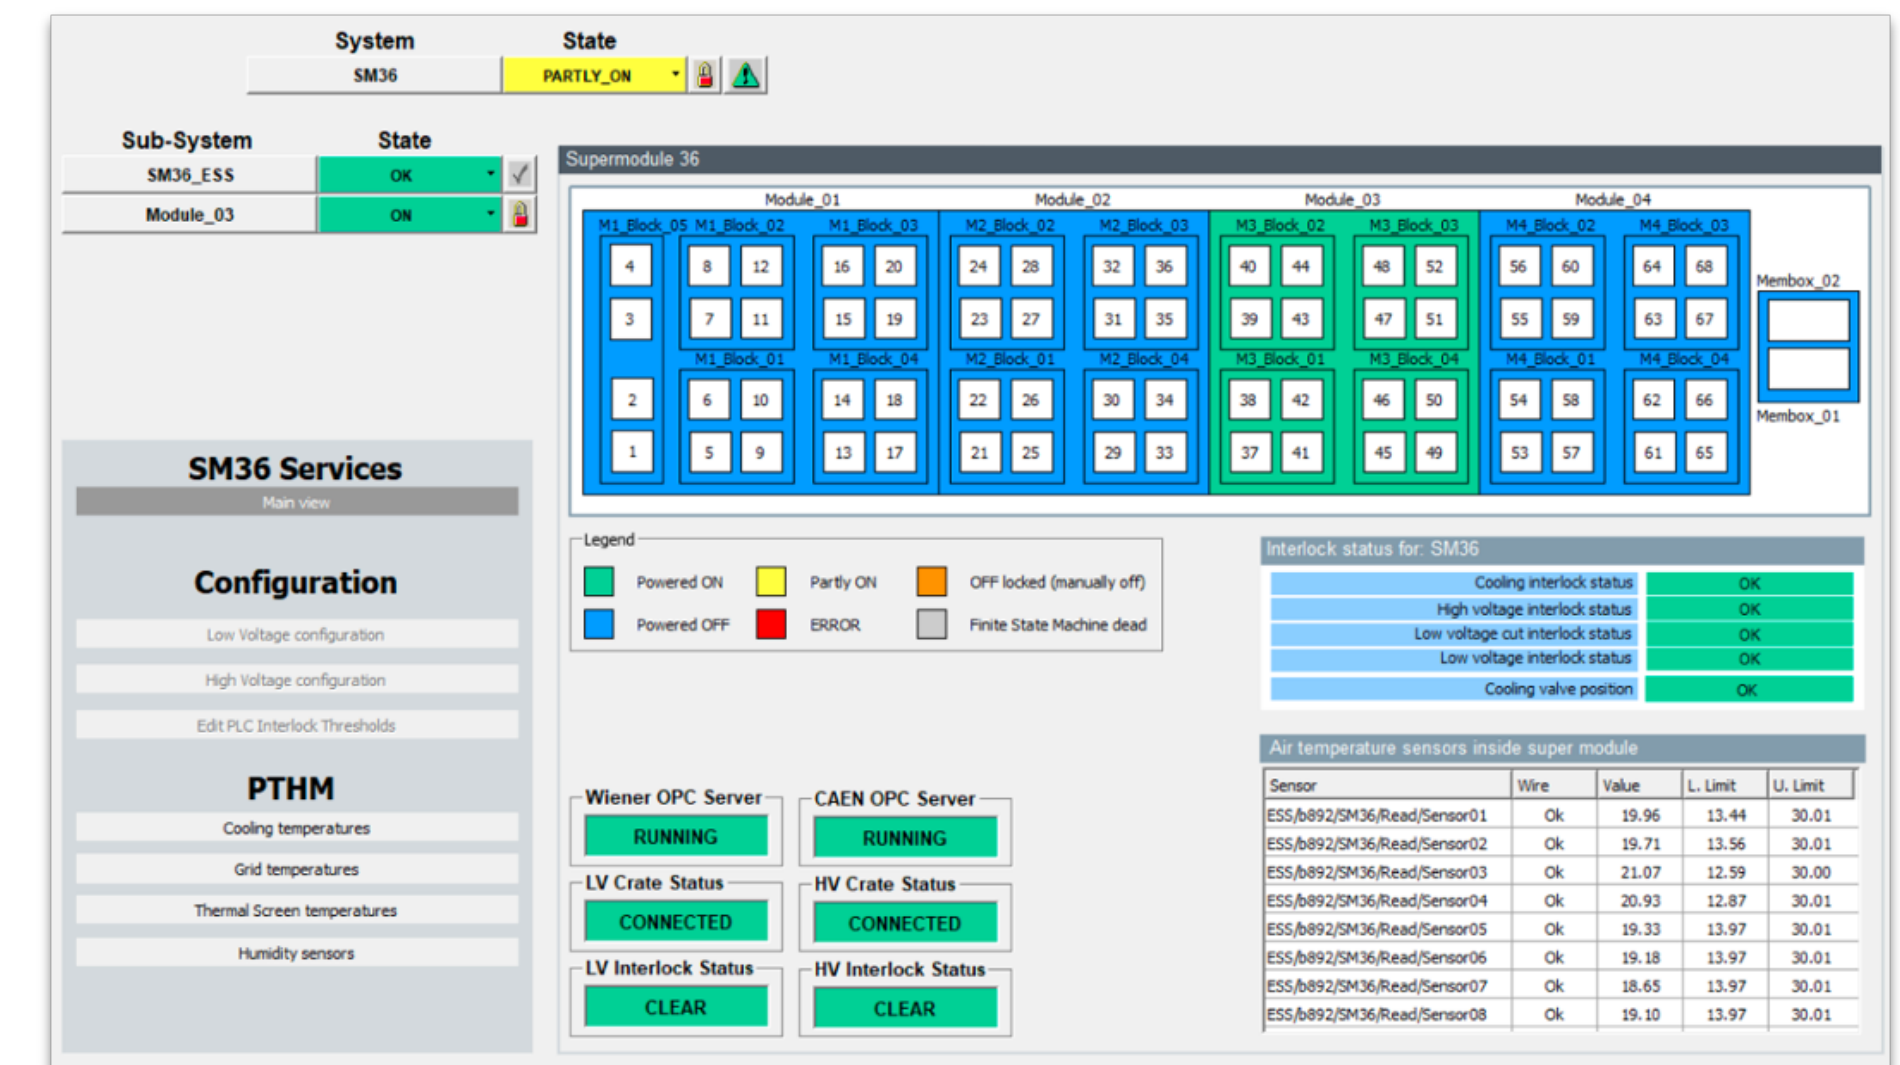 System State
SM36 PARTLY_ON
Sub-System State
SM36_ESS OK
Module_03 ON
Supermodule 36
Module_01 Module_02 Module_03 Module_04
M1_Block_05 M1_Block_02 M1_Block_03 M2_Block_02 M2_Block_03 M3_Block_02 M3_Block_03 M4_Block_02 M4_Block_03
4 8 12 16 20 24 28 32 36 40 44 48 52 56 60 64 68
Membox_02
3 7 11 15 19 23 27 31 35 39 43 47 51 55 59 63 67
M1_Block_01 M1_Block_04 M2_Block_01 M2_Block_04 M3_Block_01 M3_Block_04 M4_Block_01 M4_Block_04
2 6 10 14 18 22 26 30 34 38 42 46 50 54 58 62 66
Membox_01
1 5 9 13 17 21 25 29 33 37 41 45 49 53 57 61 65
SM36 Services
Main view
Configuration
Low Voltage configuration
High Voltage configuration
Edit PLC Interlock Thresholds
PTHM
Cooling temperatures
Grid temperatures
Thermal Screen temperatures
Humidity sensors
Legend
Powered ON Partly ON OFF locked (manually off)
Powered OFF ERROR Finite State Machine dead
Interlock status for: SM36
Cooling interlock status OK
High voltage interlock status OK
Low voltage cut interlock status OK
Low voltage interlock status OK
Cooling valve position OK
Wiener OPC Server CAEN OPC Server
RUNNING RUNNING
LV Crate Status HV Crate Status
CONNECTED CONNECTED
LV Interlock Status HV Interlock Status
CLEAR CLEAR
Air temperature sensors inside super module
Sensor Wire Value L. Limit U. Limit
ESS/b892/SM36/Read/Sensor01 Ok 19.96 13.44 30.01
ESS/b892/SM36/Read/Sensor02 Ok 19.71 13.56 30.01
ESS/b892/SM36/Read/Sensor03 Ok 21.07 12.59 30.00
ESS/b892/SM36/Read/Sensor04 Ok 20.93 12.87 30.01
ESS/b892/SM36/Read/Sensor05 Ok 19.33 13.97 30.01
ESS/b892/SM36/Read/Sensor06 Ok 19.18 13.97 30.01
ESS/b892/SM36/Read/Sensor07 Ok 18.65 13.97 30.01
ESS/b892/SM36/Read/Sensor08 Ok 19.10 13.97 30.01